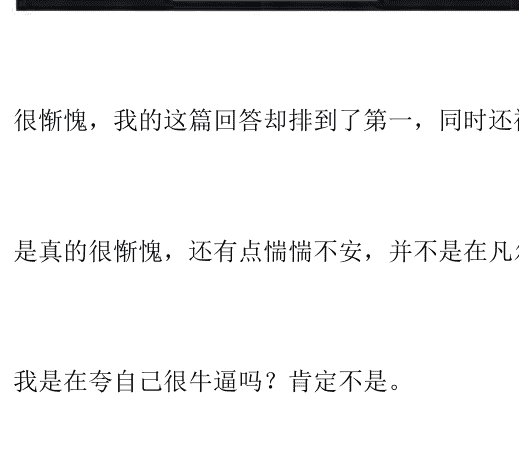 很惭愧，我的这篇回答却排到了第一，同时还
是真的很惭愧，还有点惴惴不安，并不是在凡
我是在夸自己很牛逼吗？肯定不是。